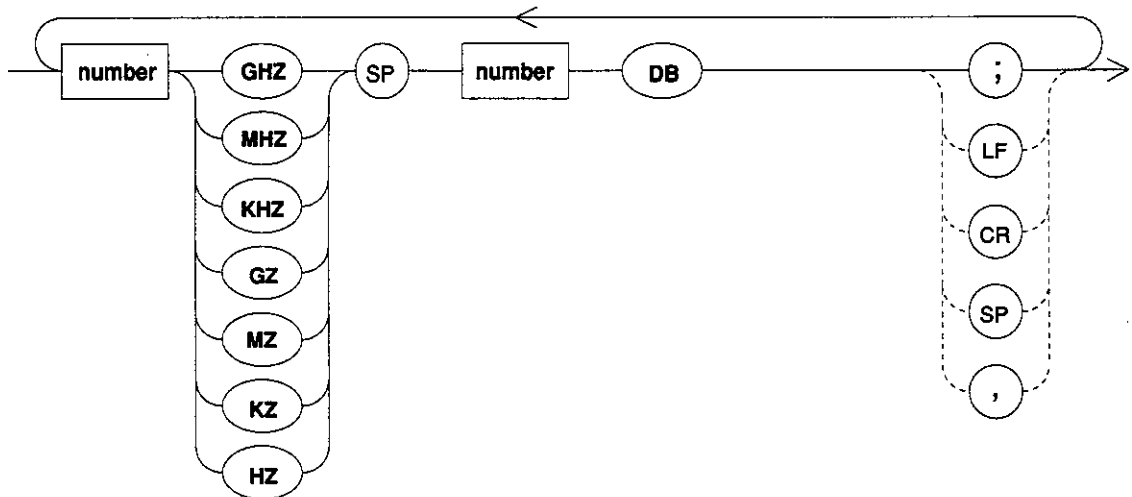 number GHZ SP number DB ;
MHZ LF
KHZ CR
GZ
MZ SP
KZ ,
HZ